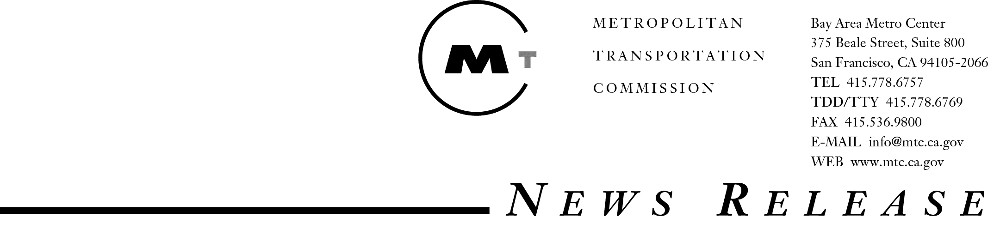 M T
METROPOLITAN
TRANSPORTATION
COMMISSION
Bay Area Metro Center
375 Beale Street, Suite 800
San Francisco, CA 94105-2066
TEL 415.778.6757
TDD/TTY 415.778.6769
FAX 415.536.9800
E-MAIL info@mtc.ca.gov
WEB www.mtc.ca.gov
NEWS RELEASE